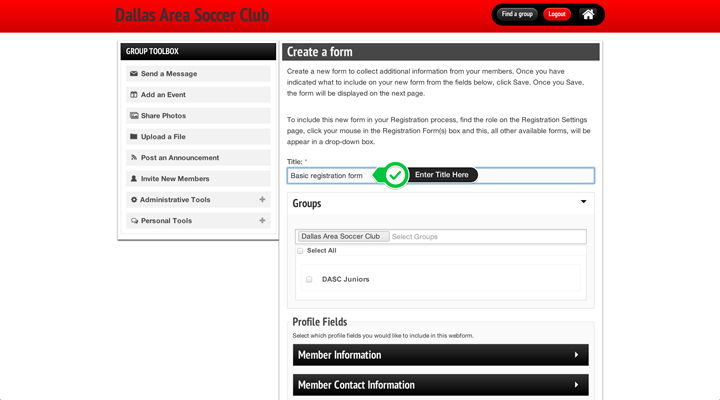 Dallas Area Soccer Club
Find a group
Logout
GROUP TOOLBOX
Send a Message
Add an Event
Share Photos
Upload a File
Post an Announcement
Invite New Members
Administrative Tools
Personal Tools
Create a form
Create a new form to collect additional information from your members. Once you have
indicated what to include on your new form from the fields below, click Save. Once you Save,
the form will be displayed on the next page.
To include this new form in your Registration process, find the role on the Registration Settings
page, click your mouse in the Registration Form(s) box and this, all other available forms, will be
appear in a drop-down box.
Title: *
Basic registration form
Enter Title Here
Groups
Dallas Area Soccer Club
Select Groups
Select All
DASC Juniors
Profile Fields
Select which profile fields you would like to include in this webform.
Member Information
Member Contact Information